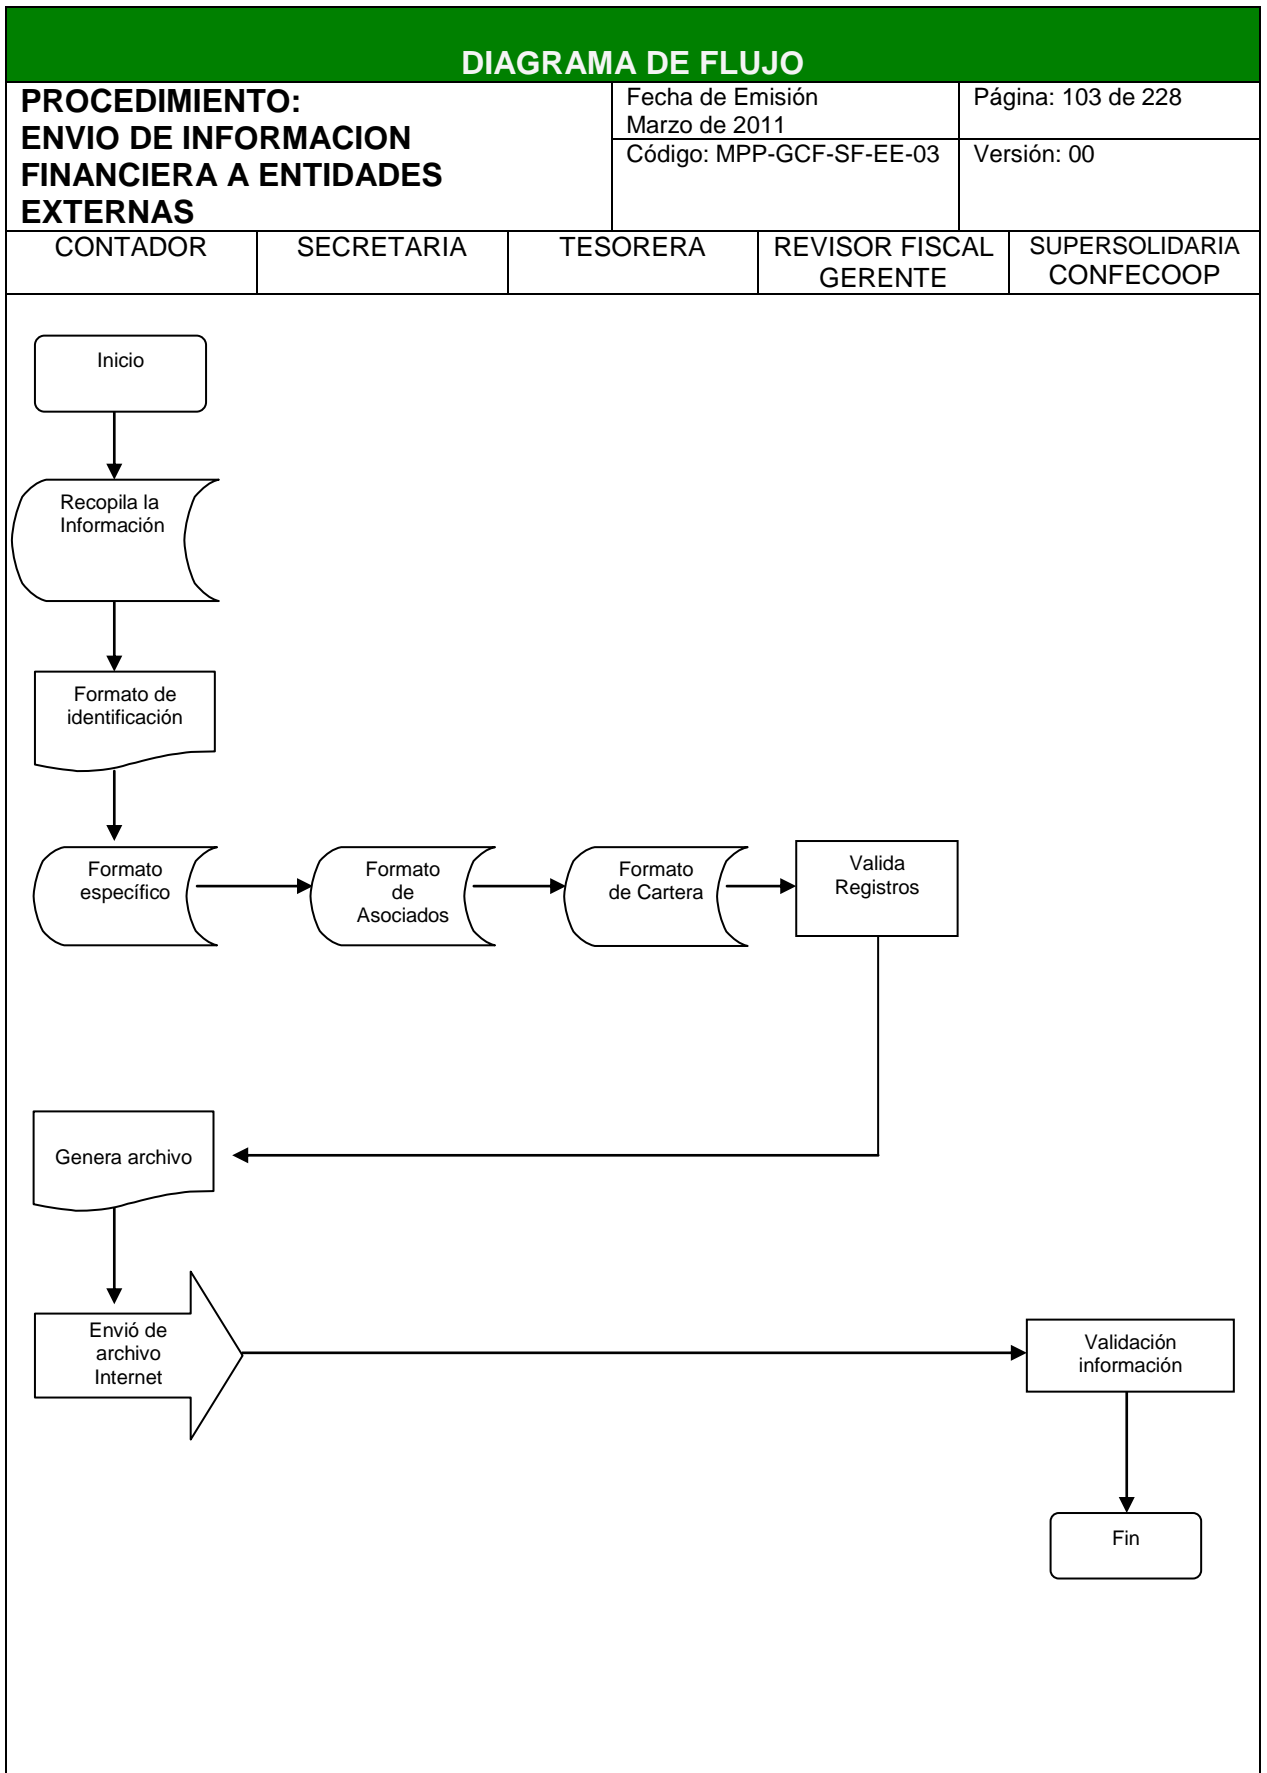 DIAGRAMA DE FLUJO
PROCEDIMIENTO:
ENVIO DE INFORMACION
FINANCIERA A ENTIDADES
EXTERNAS
Fecha de Emisión
Marzo de 2011
Página: 103 de 228
Código: MPP-GCF-SF-EE-03
Versión: 00
CONTADOR
SECRETARIA
TESORERA
REVISOR FISCAL
GERENTE
SUPERSOLIDARIA
CONFECOOP
Inicio
Recopila la
Información
Formato de
identificación
Formato
específico
Formato
de
Asociados
Formato
de Cartera
Valida
Registros
Genera archivo
Envió de
archivo
Internet
Validación
información
Fin